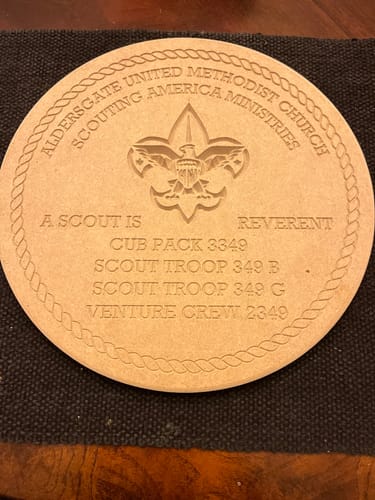 ALDERSGATE UNITED METHODIST CHURCH
SCOUTING AMERICA MINISTRIES
A SCOUT IS REVERENT
CUB PACK 3349
SCOUT TROOP 349 B
SCOUT TROOP 349 G
VENTURE CREW 2349